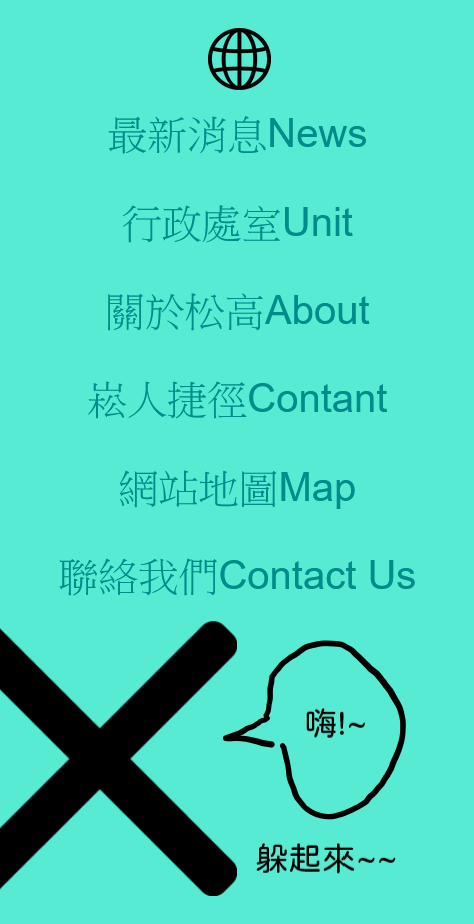 最新消息News
行政處室Unit
關於松高About
崧人捷徑Contant
網站地圖Map
聯絡我們Contact Us
嗨!~
躲起來~~